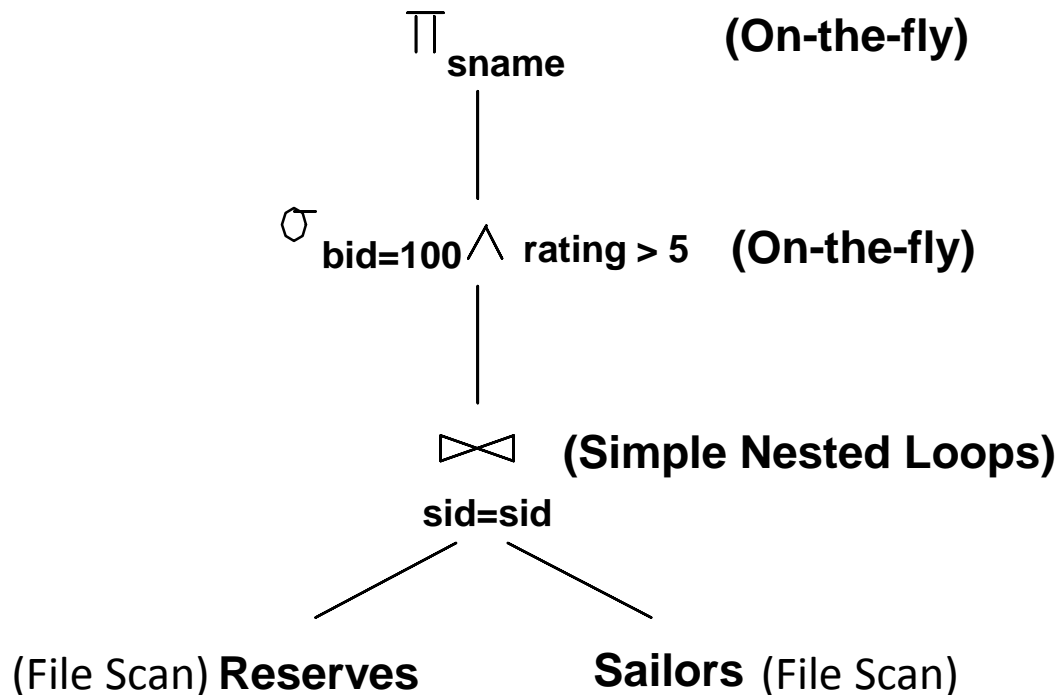 ∏ sname (On-the-fly)
σ bid=100 ∧ rating > 5 (On-the-fly)
⋈ (Simple Nested Loops)
sid=sid
(File Scan) Reserves Sailors (File Scan)